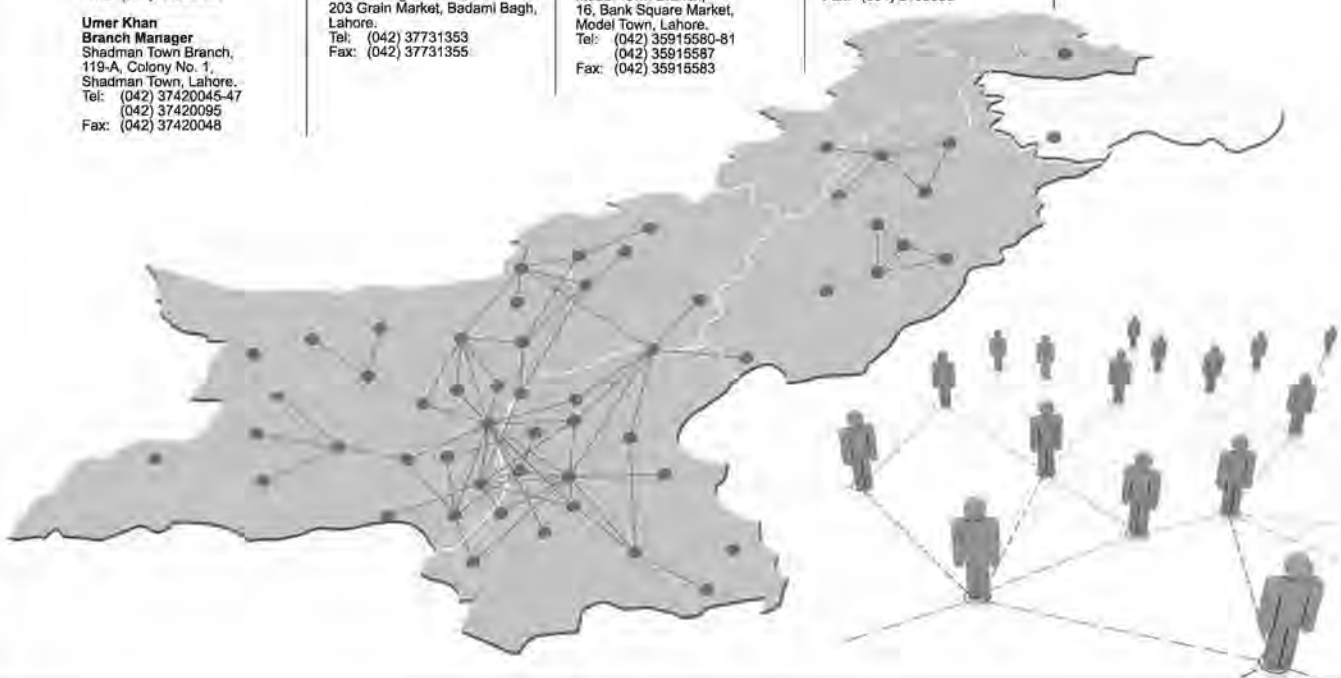 Umer Khan
Branch Manager
Shadman Town Branch,
119-A, Colony No. 1,
Shadman Town, Lahore.
Tel: (042) 37420045-47
(042) 37420095
Fax: (042) 37420048
203 Grain Market, Badami Bagh,
Lahore.
Tel: (042) 37731353
Fax: (042) 37731355
16, Bank Square Market,
Model Town, Lahore.
Tel: (042) 35915580-81
(042) 35915587
Fax: (042) 35915583